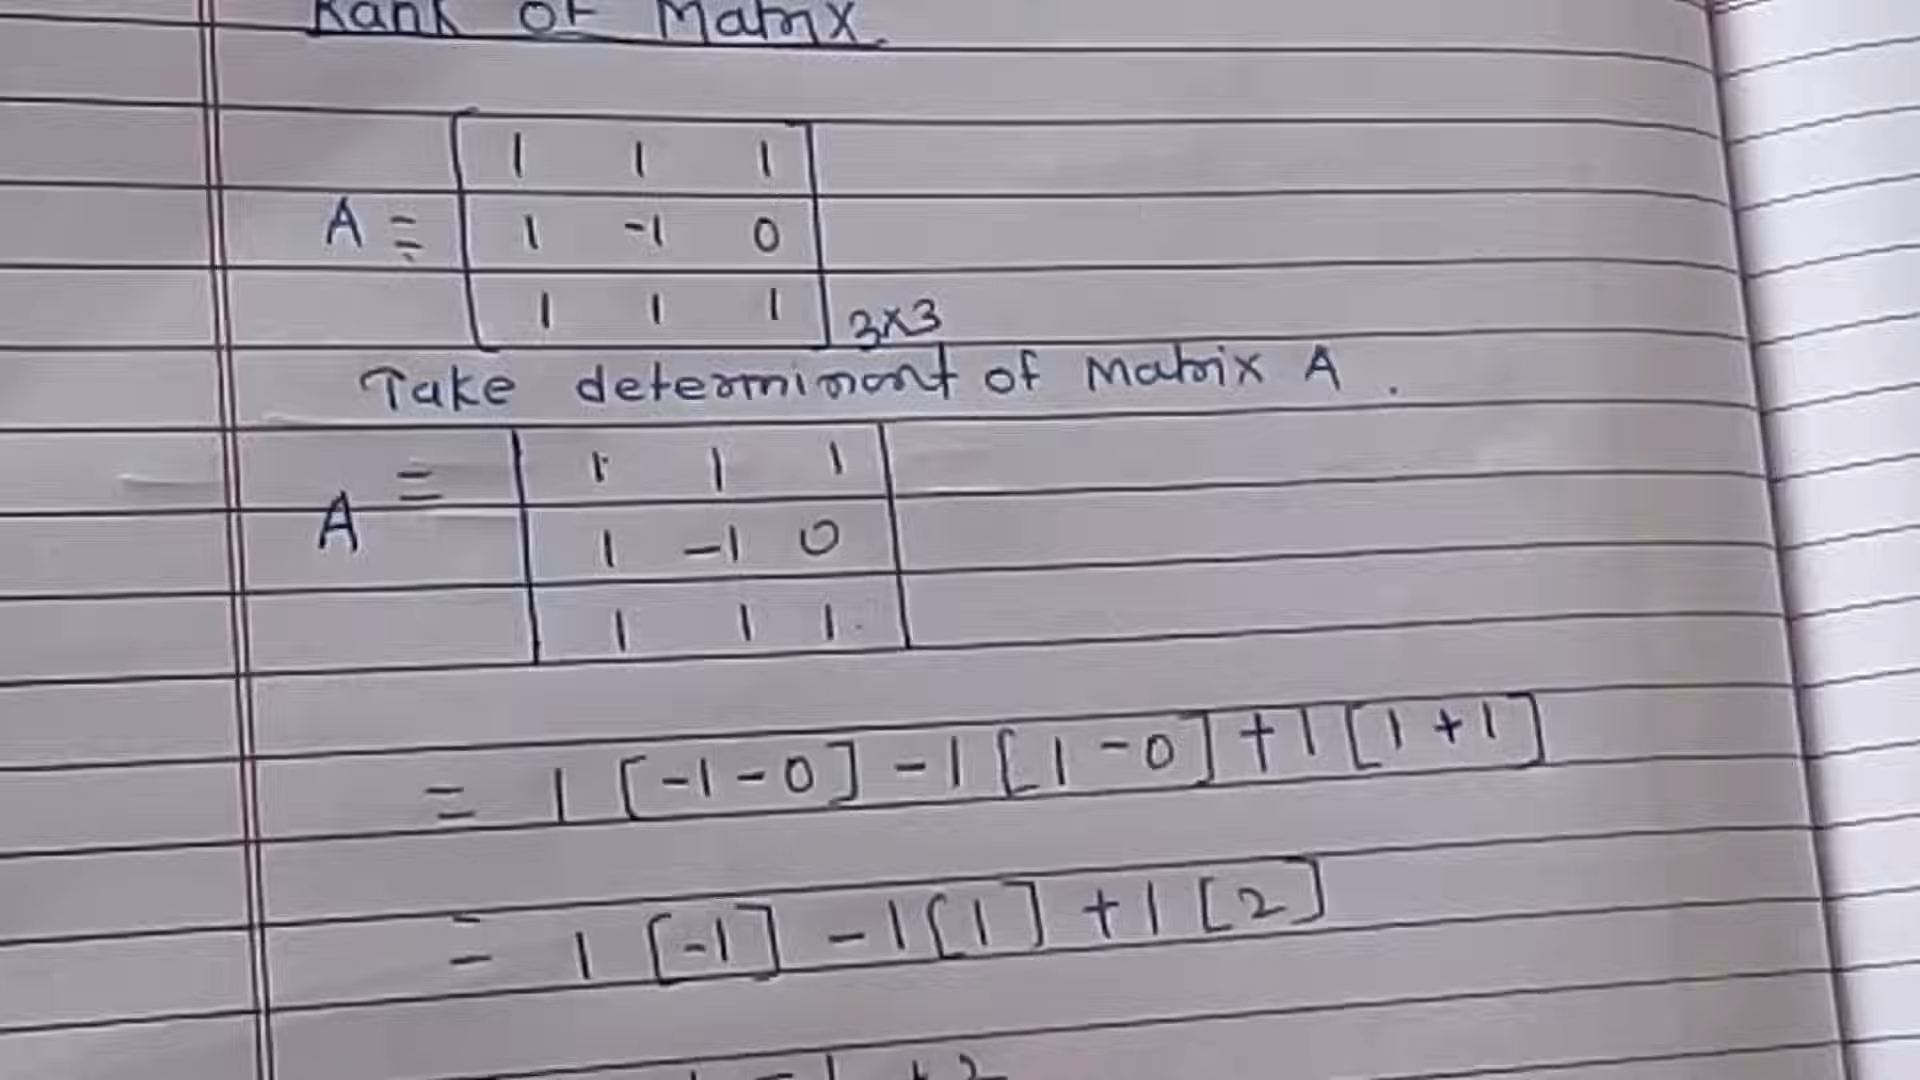 Rank of Matrix
1 1 1
A = 1 -1 0
1 1 1 3×3
Take determinant of Matrix A.
1 1 1
A = 1 -1 0
1 1 1
= 1 [-1-0] -1 [1-0] +1 [1+1]
= 1 [-1] -1 [1] +1 [2]